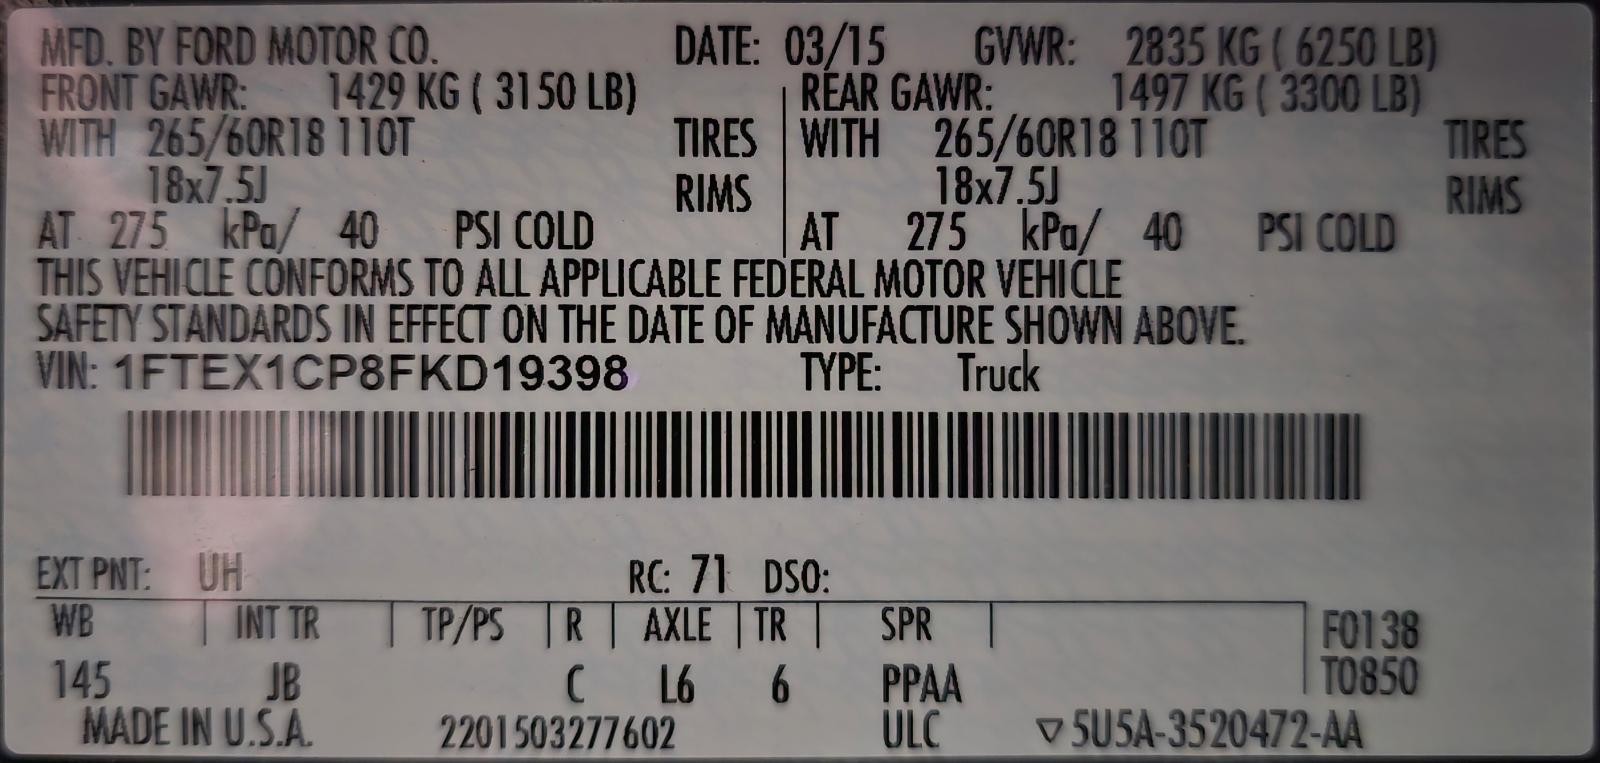 MFD. BY FORD MOTOR CO. DATE: 03/15 GVWR: 2835 KG ( 6250 LB)
FRONT GAWR: 1429 KG ( 3150 LB) REAR GAWR: 1497 KG ( 3300 LB)
WITH 265/60R18 110T TIRES WITH 265/60R18 110T TIRES
18x7.5J RIMS 18x7.5J RIMS
AT 275 kPa/ 40 PSI COLD AT 275 kPa/ 40 PSI COLD
THIS VEHICLE CONFORMS TO ALL APPLICABLE FEDERAL MOTOR VEHICLE
SAFETY STANDARDS IN EFFECT ON THE DATE OF MANUFACTURE SHOWN ABOVE.
VIN: 1FTEX1CP8FKD19398 TYPE: Truck
EXT PNT: UH RC: 71 DSO:
WB INT TR TP/PS R AXLE TR SPR F0138
145 JB C L6 6 PPAA T0850
MADE IN U.S.A. 2201503277602 ULC ▽5U5A-3520472-AA